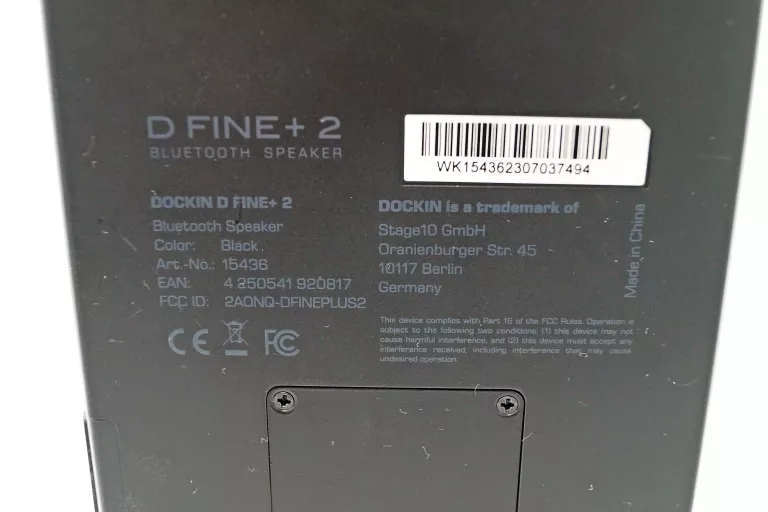 D FINE+ 2
BLUETOOTH SPEAKER
WK154362307037494
DOCKIN D FINE+ 2
Bluetooth Speaker
Color: Black
Art.-No.: 15436
EAN: 4 250541 920817
FCC ID: 2AONQ-DFINEPLUS2
CE FC
DOCKIN is a trademark of
Stage10 GmbH
Oranienburger Str. 45
10117 Berlin
Germany
Made in China
This device complies with Part 15 of the FCC Rules. Operation is
subject to the following two conditions: (1) this device may not
cause harmful interference, and (2) this device must accept any
interference received, including interference that may cause
undesired operation.